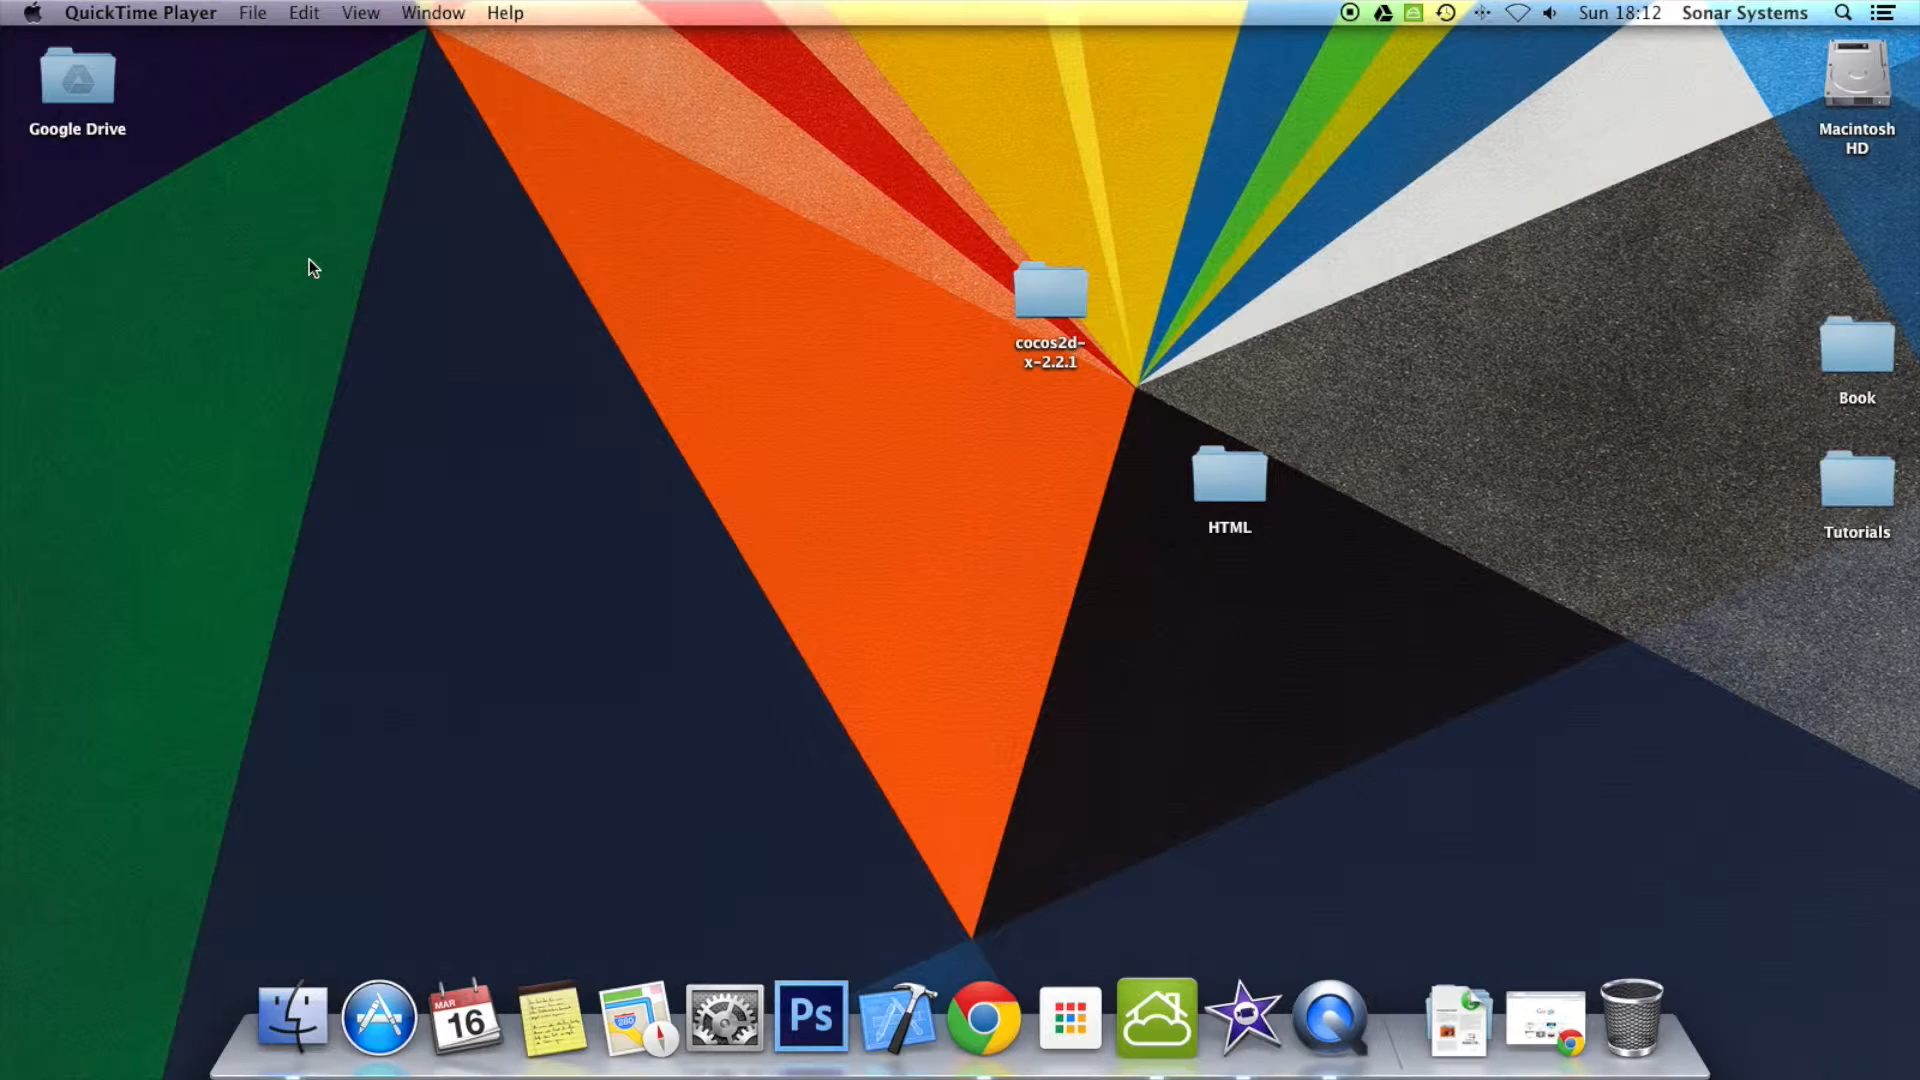 QuickTime Player File Edit View Window Help Sun 18:12 Sonar Systems
Google Drive
Macintosh
HD
cocos2d-
x-2.2.1
Book
HTML
Tutorials
MAR
16
280
Ps